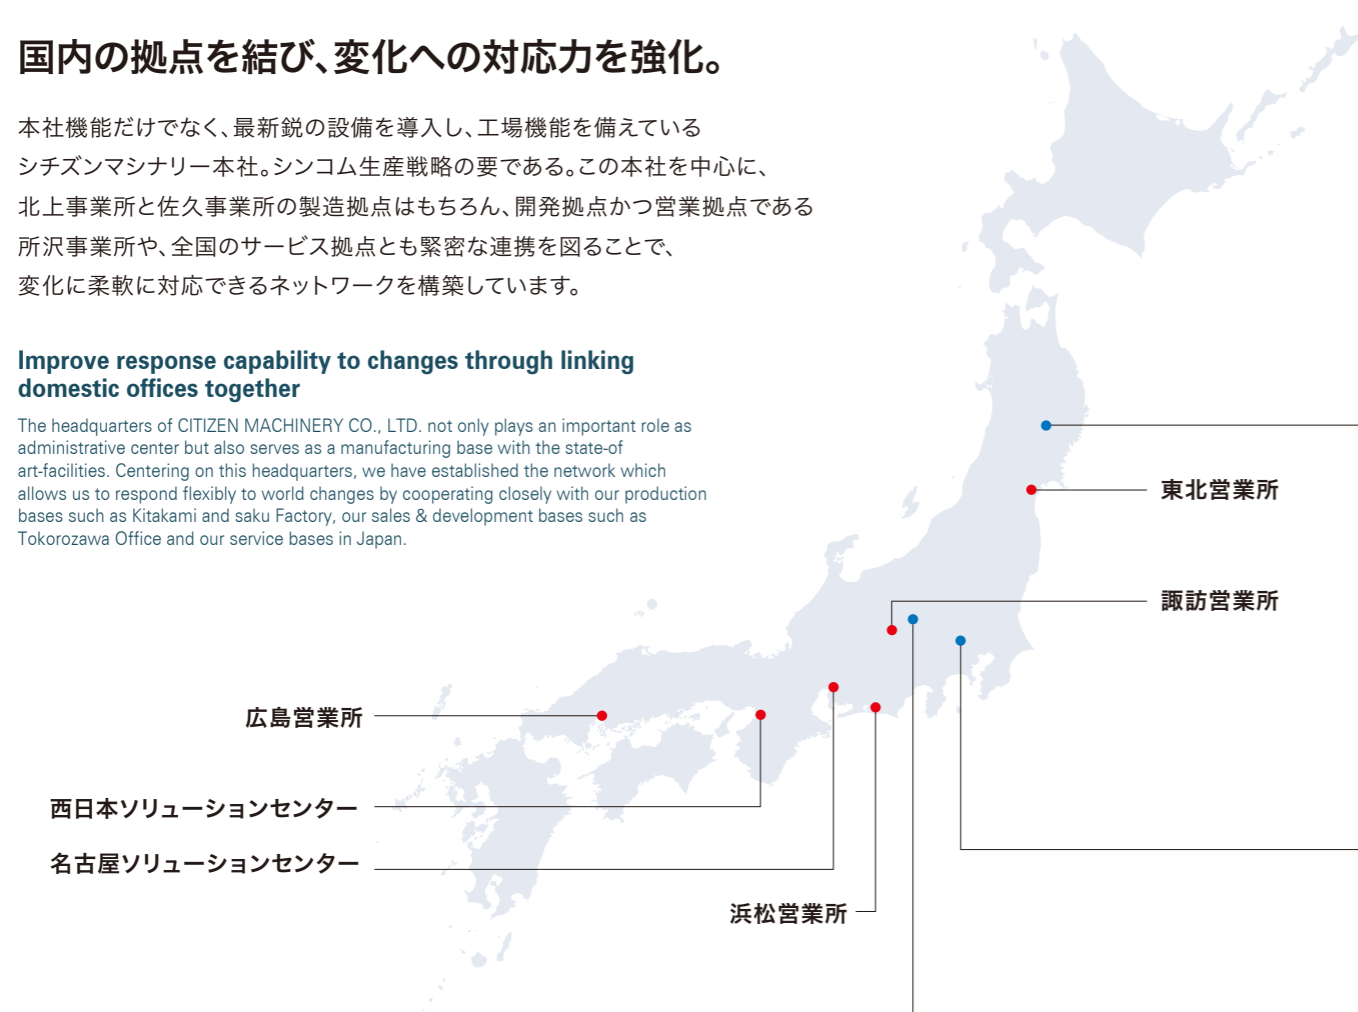 国内の拠点を結び、変化への対応力を強化。
本社機能だけでなく、最新鋭の設備を導入し、工場機能を備えている
シチズンマシナリー本社。シンコム生産戦略の要である。この本社を中心に、
北上事業所と佐久事業所の製造拠点はもちろん、開発拠点かつ営業拠点である
所沢事業所や、全国のサービス拠点とも緊密な連携を図ることで、
変化に柔軟に対応できるネットワークを構築しています。
Improve response capability to changes through linking
domestic offices together
The headquarters of CITIZEN MACHINERY CO., LTD. not only plays an important role as
administrative center but also serves as a manufacturing base with the state-of
art-facilities. Centering on this headquarters, we have established the network which
allows us to respond flexibly to world changes by cooperating closely with our production
bases such as Kitakami and saku Factory, our sales & development bases such as
Tokorozawa Office and our service bases in Japan.
東北営業所
諏訪営業所
広島営業所
西日本ソリューションセンター
名古屋ソリューションセンター
浜松営業所